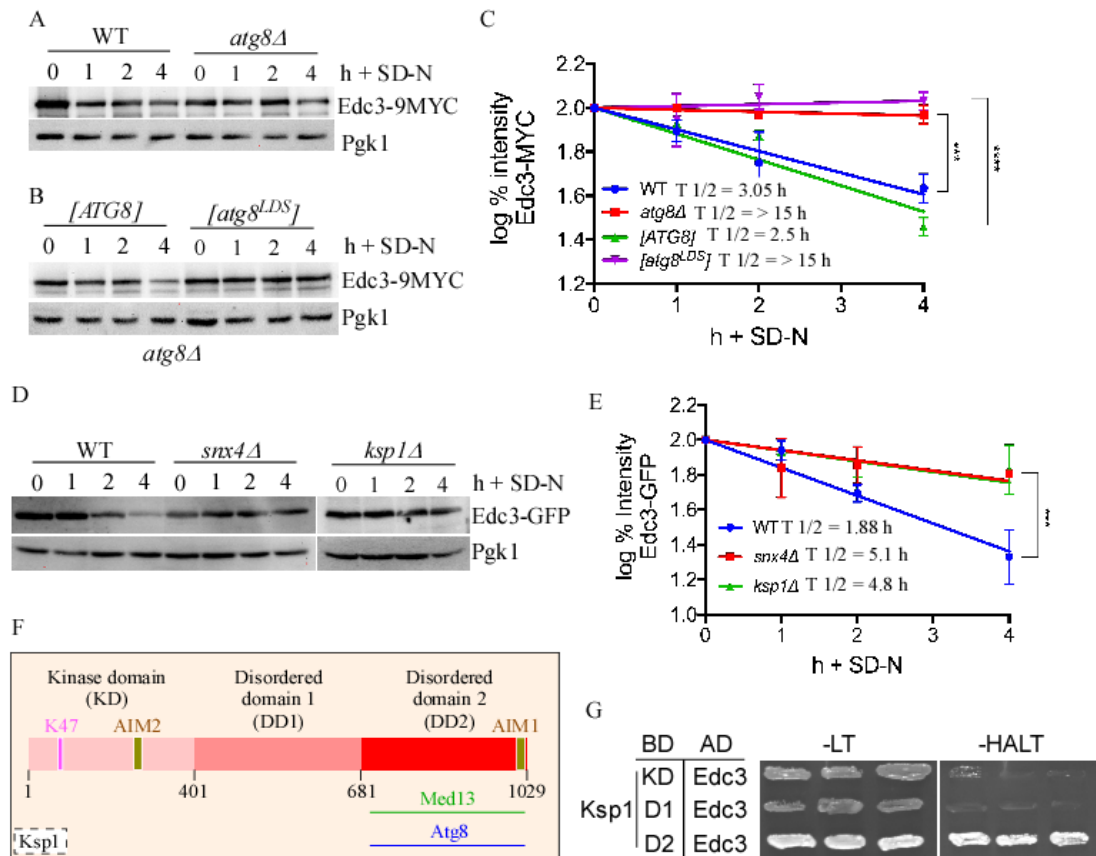 A
WT
atg8Δ
0 1 2 4 0 1 2 4 h + SD-N
Edc3-9MYC
Pgk1
B
[ATG8]
[atg8LDS]
0 1 2 4 0 1 2 4 h + SD-N
Edc3-9MYC
Pgk1
atg8Δ
C
log % intensity
Edc3-MYC
2.2
2.0
1.8
1.6
1.4
1.2
WT T 1/2 = 3.05 h
atg8Δ T 1/2 = > 15 h
[ATG8] T 1/2 = 2.5 h
[atg8LDS] T 1/2 = > 15 h
***
****
0 1 2 3 4
h + SD-N
D
WT
snx4Δ
ksp1Δ
0 1 2 4 0 1 2 4 0 1 2 4 h + SD-N
Edc3-GFP
Pgk1
E
log % Intensity
Edc3-GFP
2.2
2.0
1.8
1.6
1.4
1.2
1.0
WT T 1/2 = 1.88 h
snx4Δ T 1/2 = 5.1 h
ksp1Δ T 1/2 = 4.8 h
***
0 1 2 3 4
h + SD-N
F
Kinase domain
(KD)
Disordered
domain 1
(DD1)
Disordered
domain 2
(DD2)
K47
AIM2
AIM1
1 401 681 1029
Med13
Atg8
Ksp1
G
BD AD -LT -HALT
Ksp1
KD Edc3
D1 Edc3
D2 Edc3